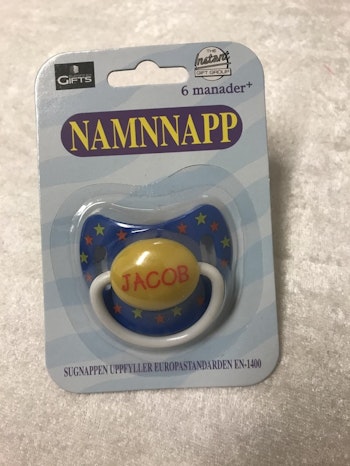 GIFTS
THE
Instant
GIFT GROUP
6 manader+
NAMNNAPP
JACOB
SUGNAPPEN UPPFYLLER EUROPASTANDARDEN EN-1400